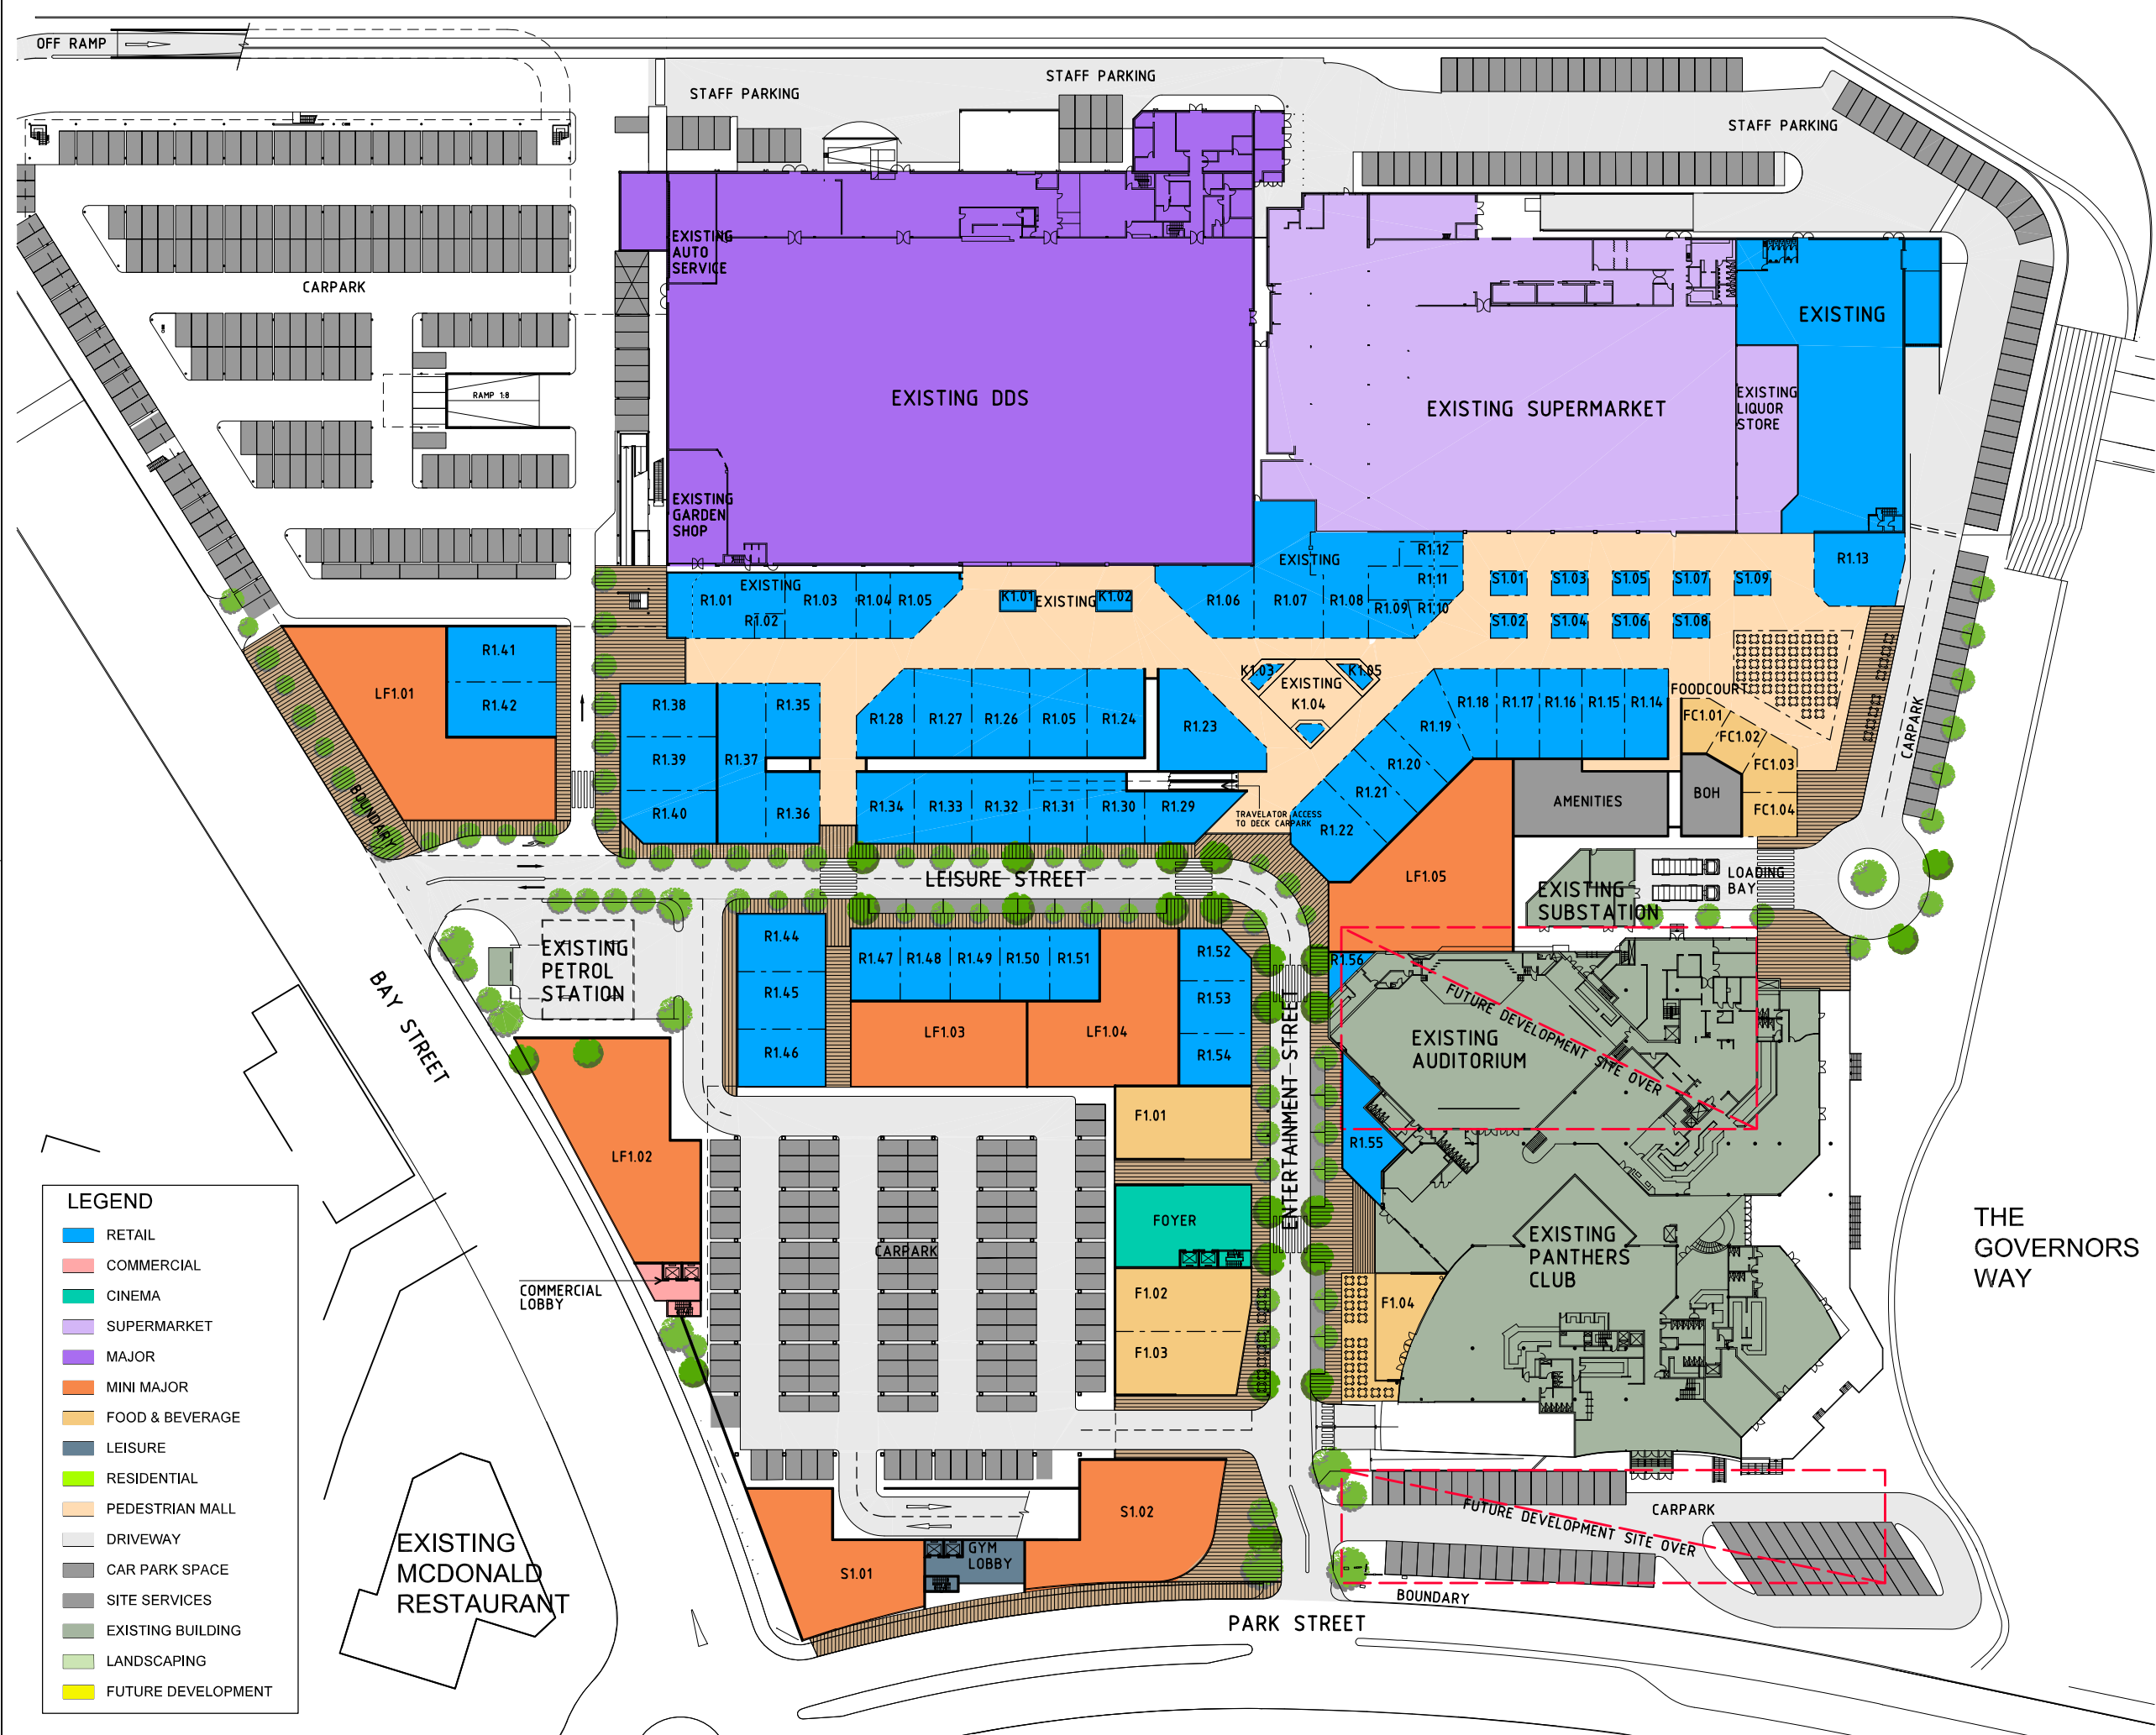 OFF RAMP
STAFF PARKING
STAFF PARKING
STAFF PARKING
EXISTING
AUTO
SERVICE
CARPARK
RAMP 1:8
EXISTING DDS
EXISTING SUPERMARKET
EXISTING
EXISTING
LIQUOR
STORE
EXISTING
GARDEN
SHOP
EXISTING
R1.01
R1.02
R1.03
R1.04
R1.05
K1.01
EXISTING
K1.02
EXISTING
R1.06
R1.07
R1.08
R1.09
R1.10
R1.11
R1.12
S1.01
S1.03
S1.05
S1.07
S1.09
S1.02
S1.04
S1.06
S1.08
R1.13
LF1.01
R1.41
R1.42
BOUNDARY
R1.38
R1.39
R1.40
R1.37
R1.35
R1.36
R1.28
R1.27
R1.26
R1.05
R1.24
R1.23
K1.03
K1.05
EXISTING
K1.04
R1.34
R1.33
R1.32
R1.31
R1.30
R1.29
TRAVELATOR ACCESS
TO DECK CARPARK
R1.22
R1.21
R1.20
R1.19
R1.18
R1.17
R1.16
R1.15
R1.14
FOODCOURT
FC1.01
FC1.02
FC1.03
FC1.04
AMENITIES
BOH
CARPARK
LF1.05
EXISTING
SUBSTATION
LOADING
BAY
LEISURE STREET
EXISTING
PETROL
STATION
BAY STREET
R1.44
R1.45
R1.46
R1.47
R1.48
R1.49
R1.50
R1.51
R1.52
R1.53
R1.54
LF1.03
LF1.04
R1.56
EXISTING
AUDITORIUM
FUTURE DEVELOPMENT SITE OVER
R1.55
ENTERTAINMENT STREET
LF1.02
F1.01
FOYER
F1.02
F1.03
F1.04
CARPARK
COMMERCIAL
LOBBY
EXISTING
PANTHERS
CLUB
THE
GOVERNORS
WAY
LEGEND
RETAIL
COMMERCIAL
CINEMA
SUPERMARKET
MAJOR
MINI MAJOR
FOOD & BEVERAGE
LEISURE
RESIDENTIAL
PEDESTRIAN MALL
DRIVEWAY
CAR PARK SPACE
SITE SERVICES
EXISTING BUILDING
LANDSCAPING
FUTURE DEVELOPMENT
EXISTING
MCDONALD
RESTAURANT
S1.01
GYM
LOBBY
S1.02
CARPARK
FUTURE DEVELOPMENT SITE OVER
BOUNDARY
PARK STREET